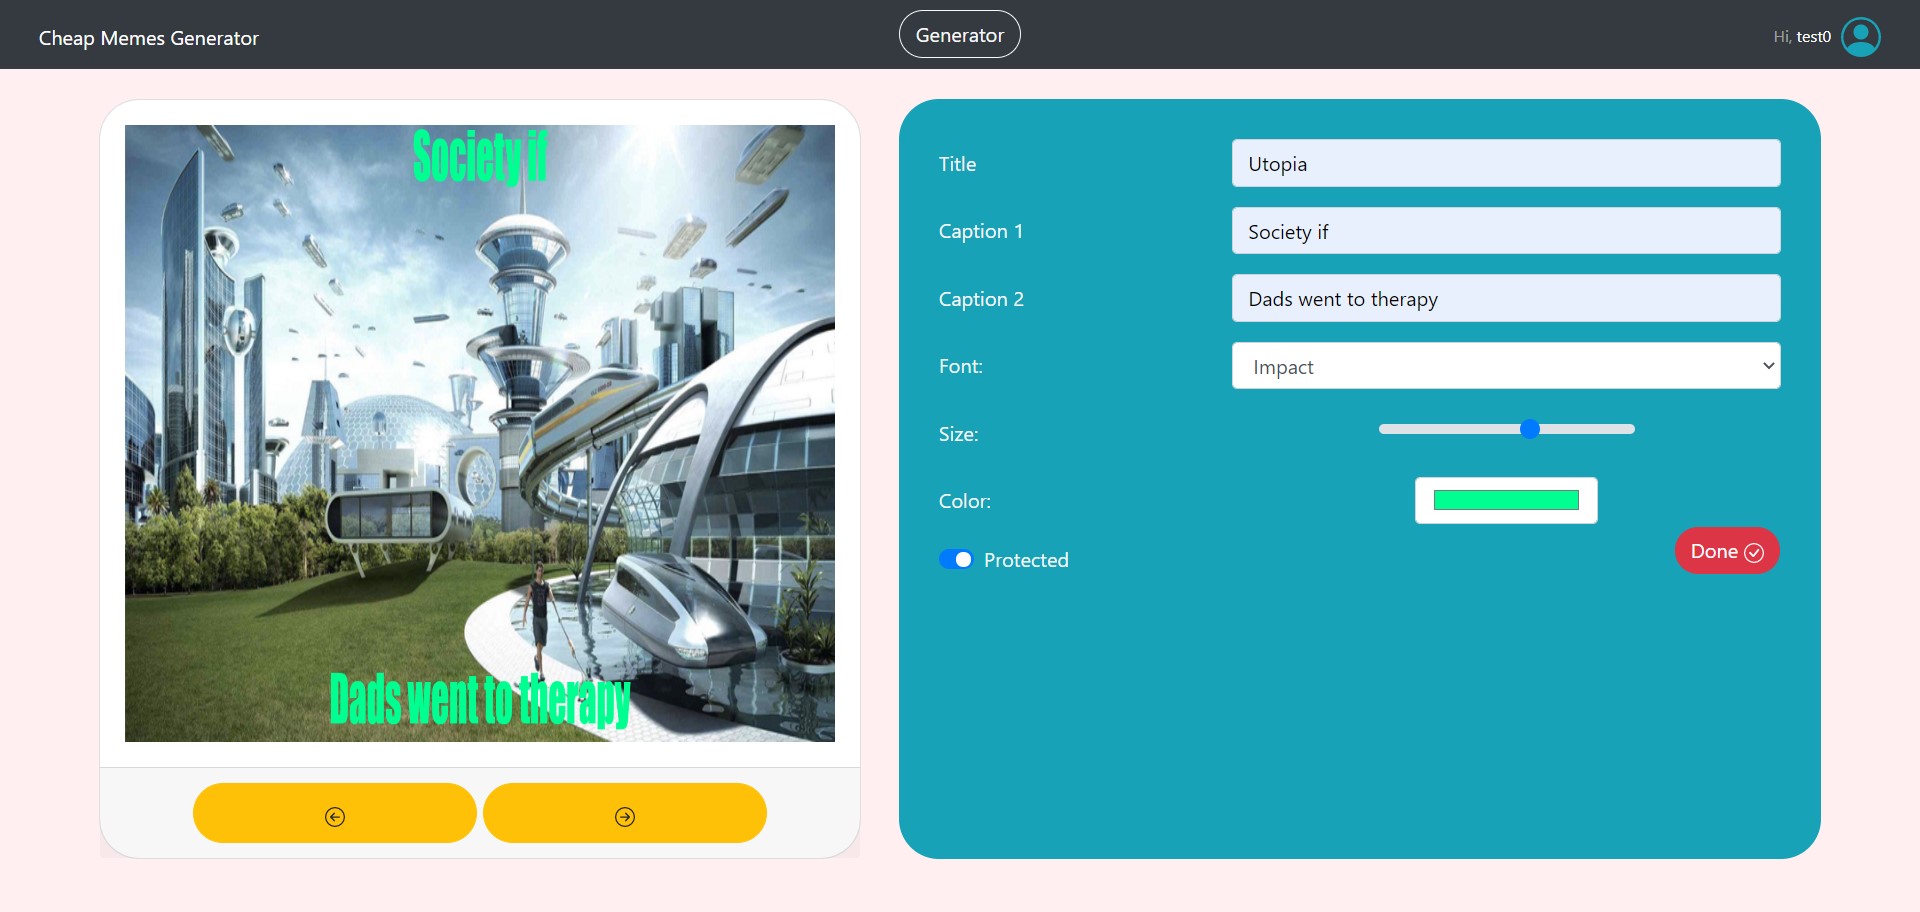 Cheap Memes Generator
Generator
Hi, test0
Society if
Dads went to therapy
Title
Utopia
Caption 1
Society if
Caption 2
Dads went to therapy
Font:
Impact
Size:
Color:
Protected
Done